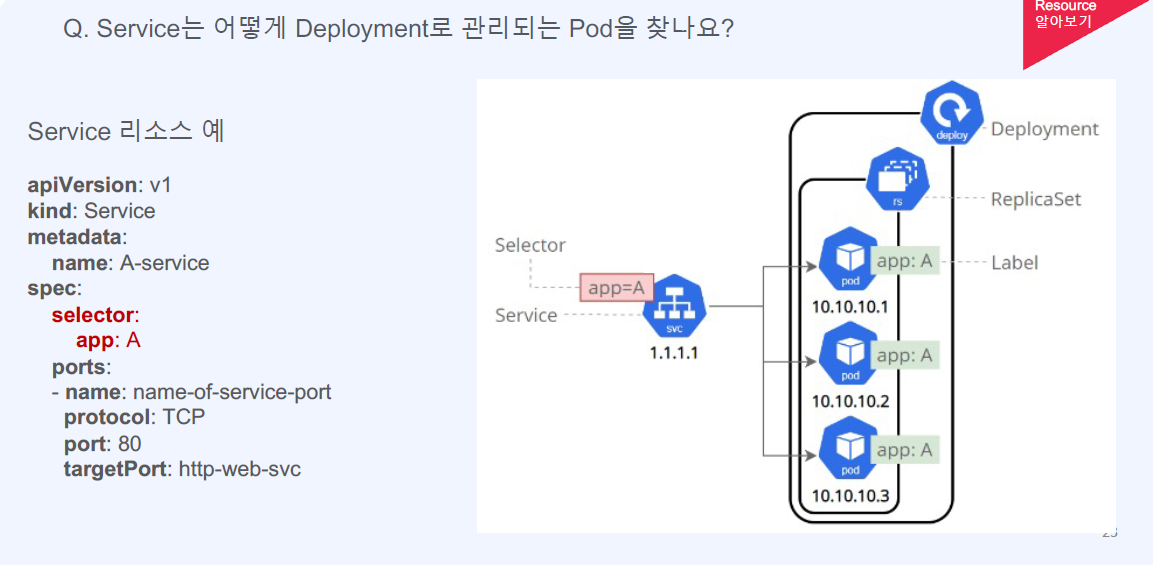 Resource
알아보기
Q. Service는 어떻게 Deployment로 관리되는 Pod을 찾나요?
Service 리소스 예
apiVersion: v1
kind: Service
metadata:
name: A-service
spec:
selector:
app: A
ports:
- name: name-of-service-port
protocol: TCP
port: 80
targetPort: http-web-svc
deploy
Deployment
rs
ReplicaSet
Selector
app=A
Service
svc
1.1.1.1
pod
app: A
Label
10.10.10.1
pod
app: A
10.10.10.2
pod
app: A
10.10.10.3